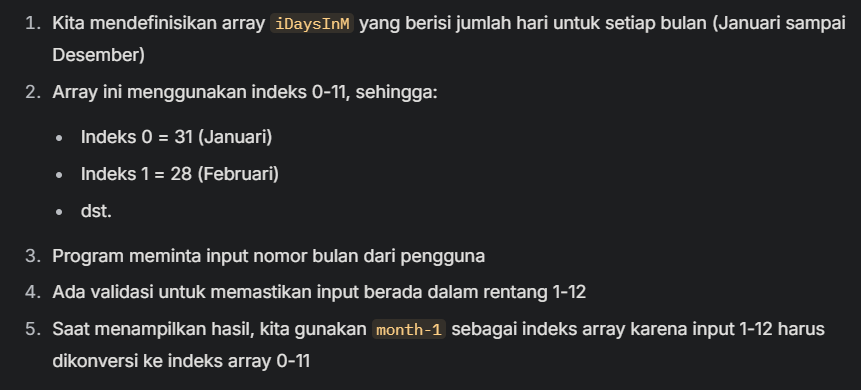 1. Kita mendefinisikan array iDaysInM yang berisi jumlah hari untuk setiap bulan (Januari sampai
Desember)
2. Array ini menggunakan indeks 0-11, sehingga:
• Indeks 0 = 31 (Januari)
• Indeks 1 = 28 (Februari)
• dst.
3. Program meminta input nomor bulan dari pengguna
4. Ada validasi untuk memastikan input berada dalam rentang 1-12
5. Saat menampilkan hasil, kita gunakan month-1 sebagai indeks array karena input 1-12 harus
dikonversi ke indeks array 0-11